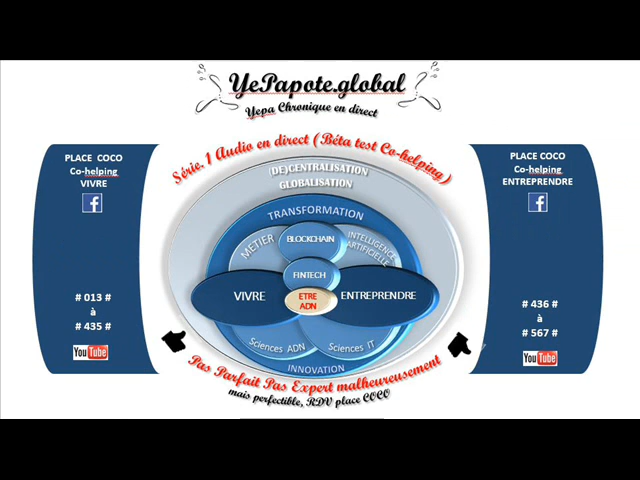 YePapote.global
Yepa Chronique en direct
Série, 1 Audio en direct (Béta test Co-helping)
PLACE COCO
Co-helping
VIVRE
# 013 #
à
# 435 #
YouTube
(DE)CENTRALISATION
GLOBALISATION
TRANSFORMATION
METIER
BLOCKCHAIN
INTELLIGENCE
ARTIFICIELLE
FINTECH
VIVRE
ETRE
ADN
ENTREPRENDRE
Sciences ADN
Sciences IT
INNOVATION
Pas Parfait Pas Expert malheureusement
mais perfectible, RDV place COCO
PLACE COCO
Co-helping
ENTREPRENDRE
# 436 #
à
# 567 #
YouTube